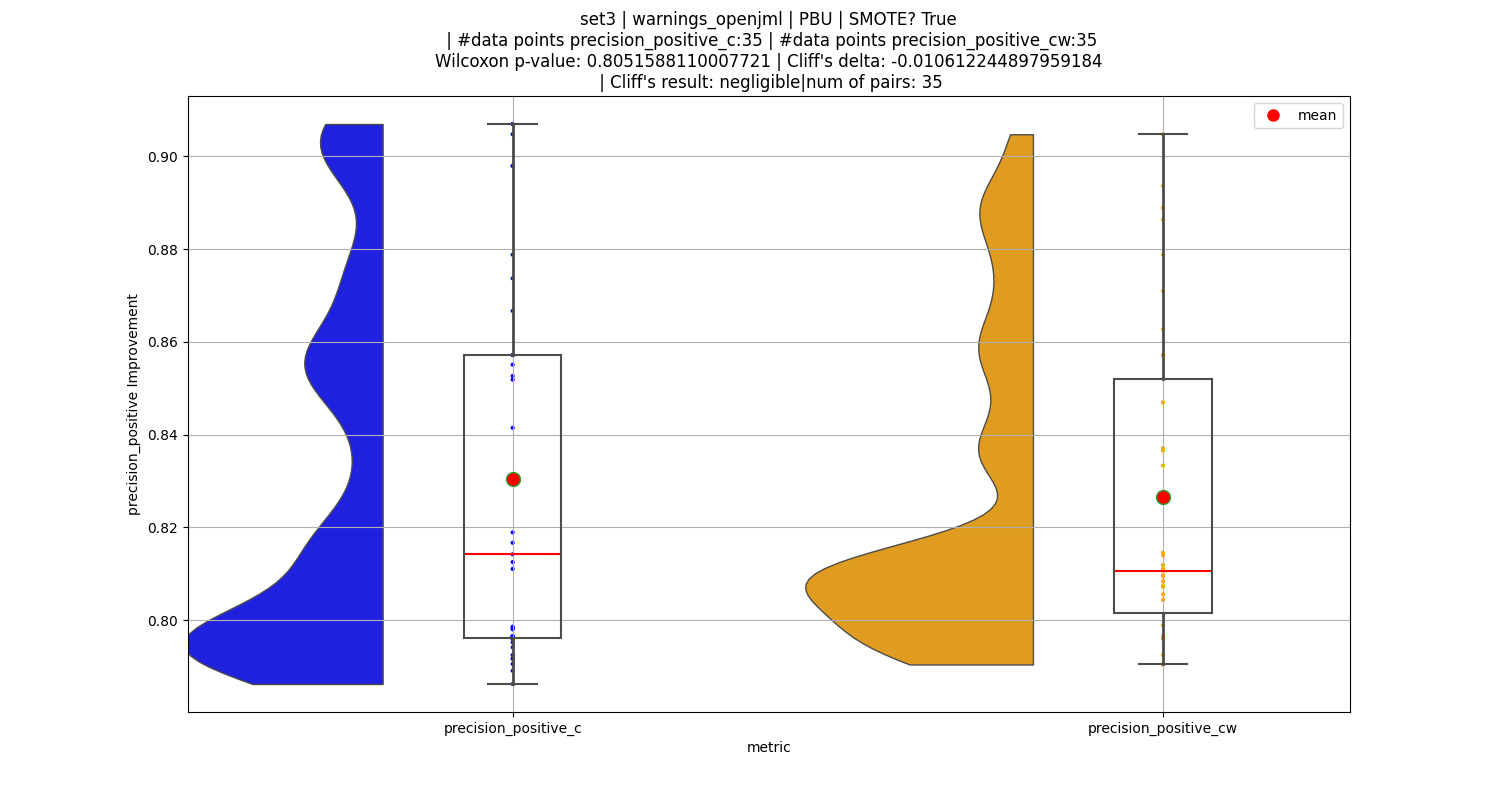 set3 | warnings_openjml | PBU | SMOTE? True
| #data points precision_positive_c:35 | #data points precision_positive_cw:35
Wilcoxon p-value: 0.8051588110007721 | Cliff's delta: -0.010612244897959184
| Cliff's result: negligible|num of pairs: 35
mean
0.90
0.88
0.86
0.84
0.82
0.80
precision_positive Improvement
precision_positive_c
precision_positive_cw
metric